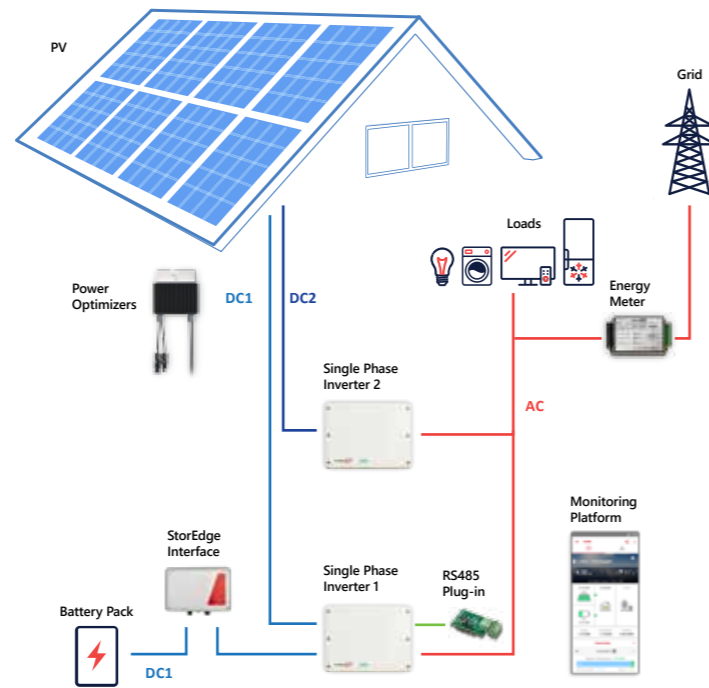 PV
Grid
Loads
Power
Optimizers
DC1
DC2
Energy
Meter
Single Phase
Inverter 2
AC
Monitoring
Platform
StorEdge
Interface
Single Phase
Inverter 1
RS485
Plug-in
Battery Pack
DC1